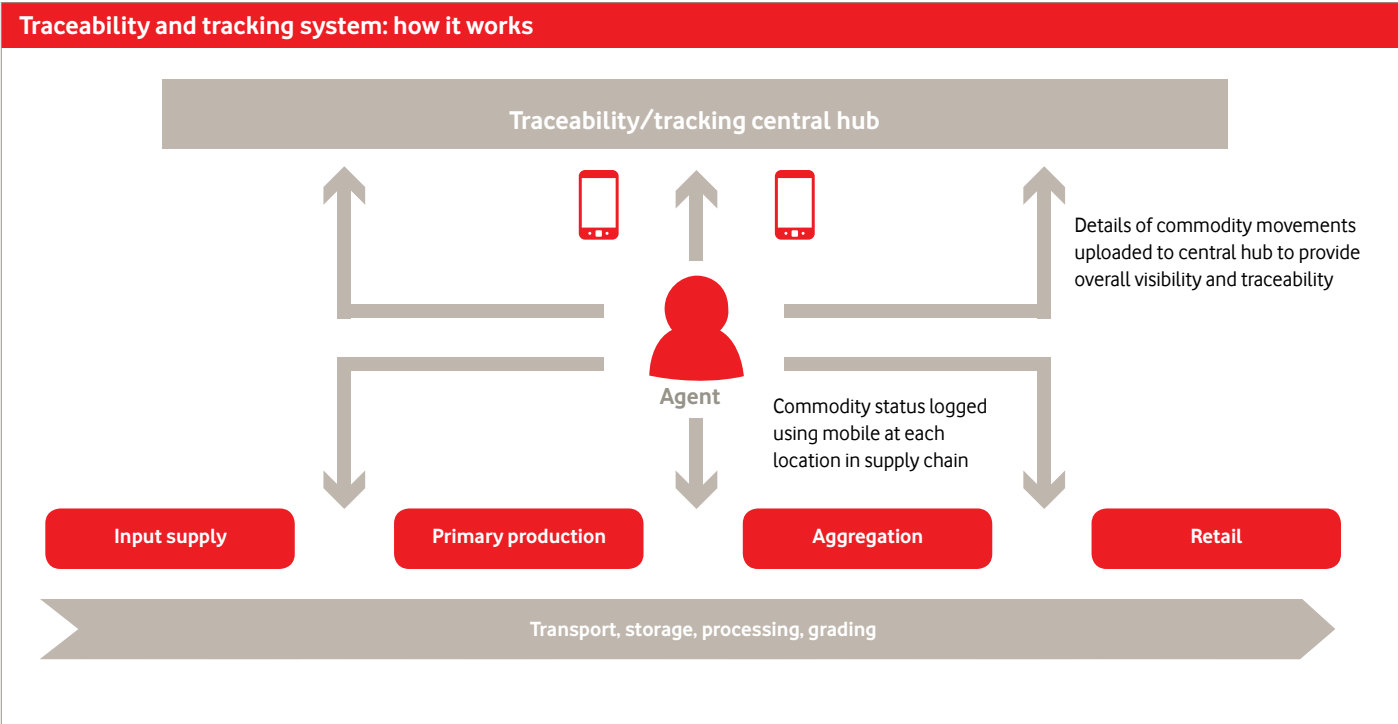 Traceability and tracking system: how it works
Traceability/tracking central hub
Details of commodity movements
uploaded to central hub to provide
overall visibility and traceability
Agent
Commodity status logged
using mobile at each
location in supply chain
Input supply
Primary production
Aggregation
Retail
Transport, storage, processing, grading